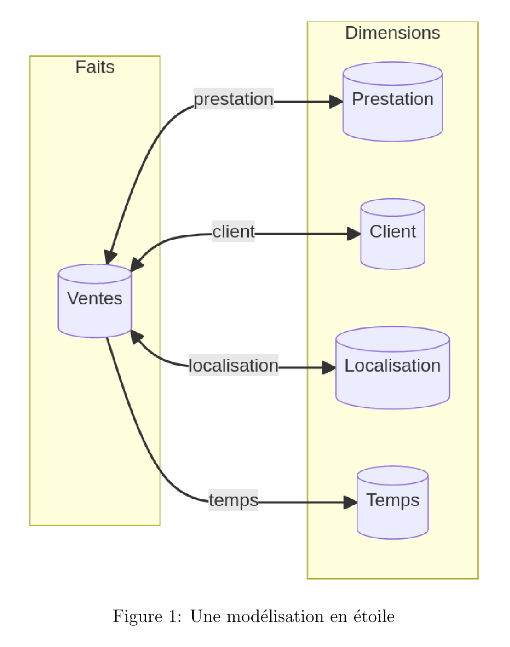 Dimensions
Faits
prestation
Prestation
client
Client
Ventes
localisation
Localisation
temps
Temps
Figure 1: Une modélisation en étoile